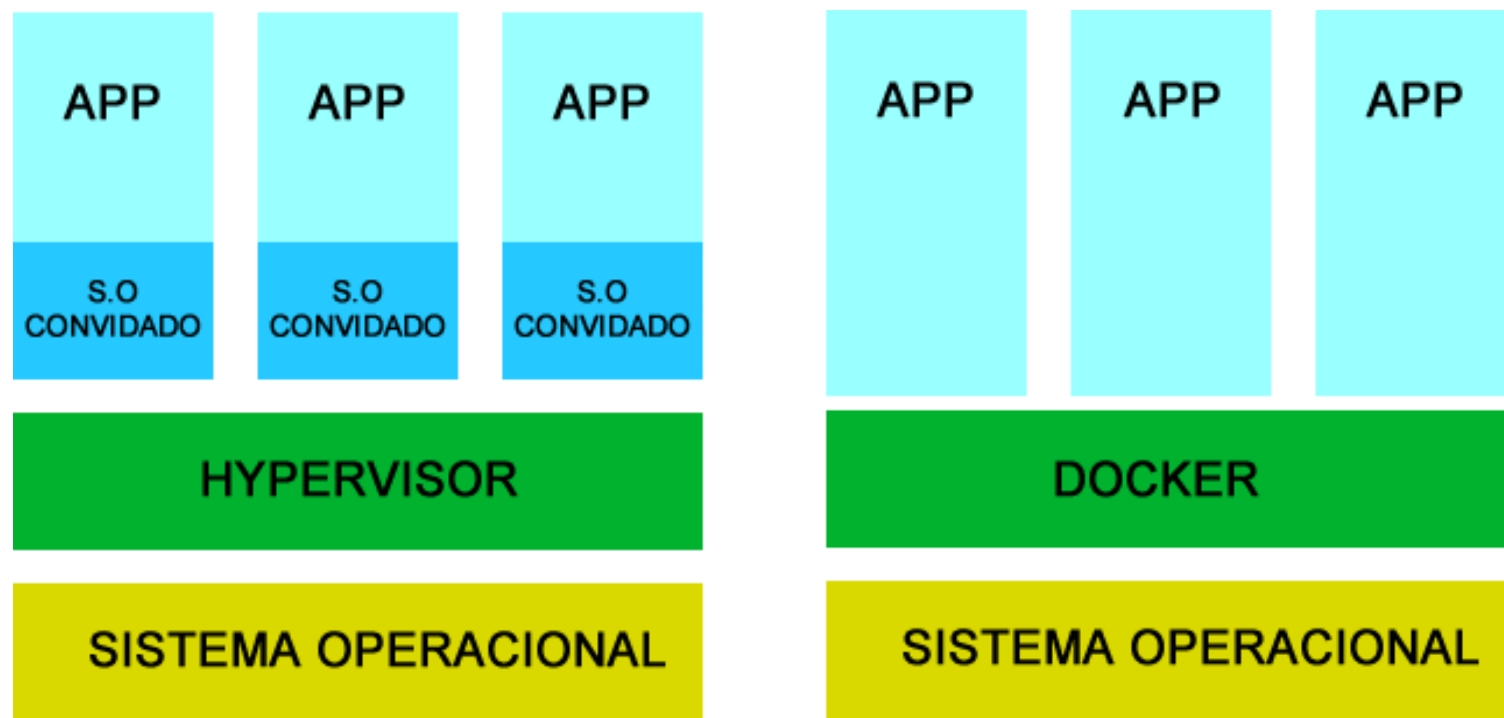 APP
APP
APP
S.O
CONVIDADO
S.O
CONVIDADO
S.O
CONVIDADO
HYPERVISOR
SISTEMA OPERACIONAL
APP
APP
APP
DOCKER
SISTEMA OPERACIONAL